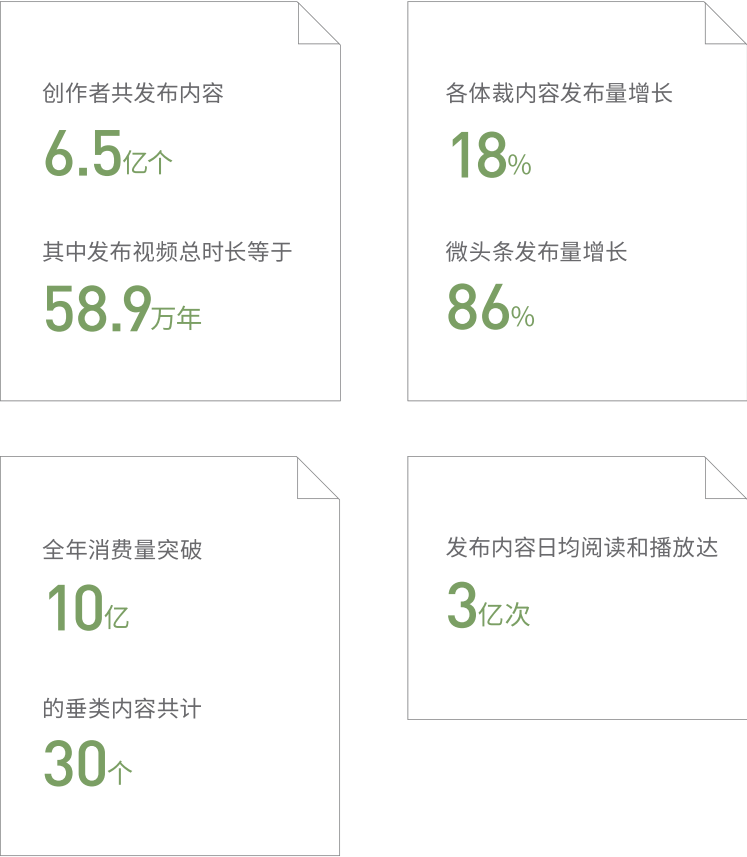 创作者共发布内容
6.5亿个
其中发布视频总时长等于
58.9万年
各体裁内容发布量增长
18%
微头条发布量增长
86%
全年消费量突破
10亿
的垂类内容共计
30个
发布内容日均阅读和播放达
3亿次